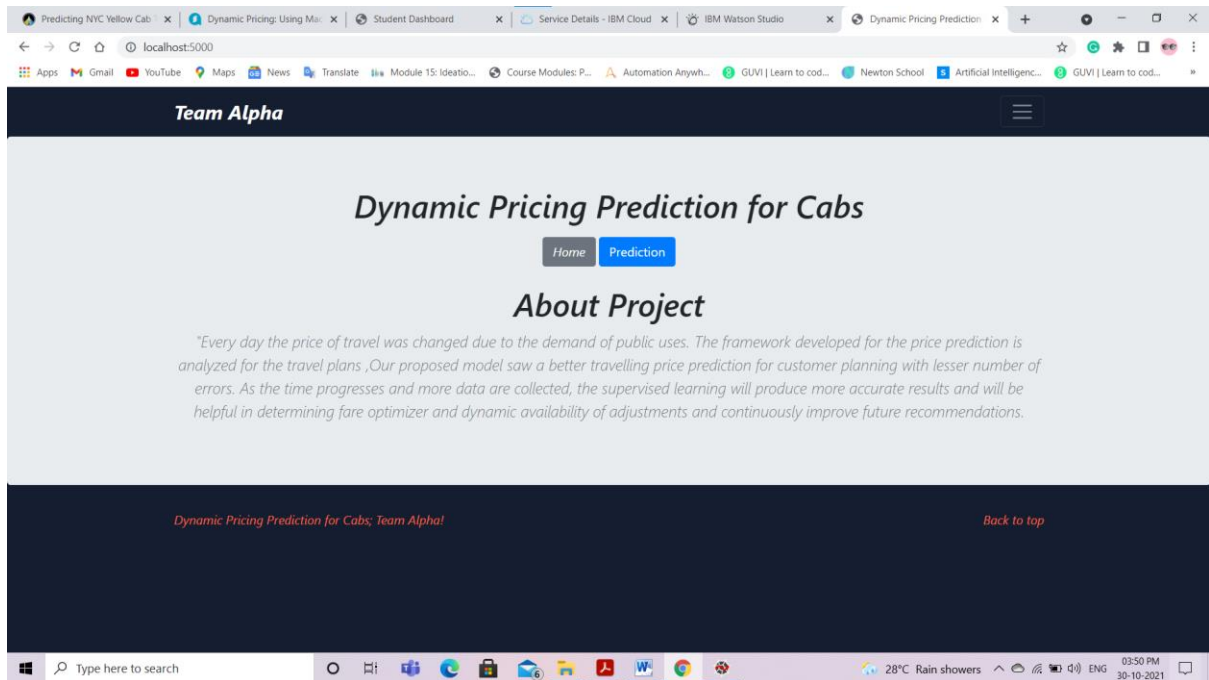 Predicting NYC Yellow Cab T
Dynamic Pricing: Using Mac
Student Dashboard
Service Details - IBM Cloud
IBM Watson Studio
Dynamic Pricing Prediction
localhost:5000
Apps
Gmail
YouTube
Maps
News
Translate
Module 15: Ideatio...
Course Modules: P...
Automation Anywh...
GUVI | Learn to cod...
Newton School
Artificial Intelligenc...
GUVI | Learn to cod...
Team Alpha
Dynamic Pricing Prediction for Cabs
Home Prediction
About Project
"Every day the price of travel was changed due to the demand of public uses. The framework developed for the price prediction is
analyzed for the travel plans ,Our proposed model saw a better travelling price prediction for customer planning with lesser number of
errors. As the time progresses and more data are collected, the supervised learning will produce more accurate results and will be
helpful in determining fare optimizer and dynamic availability of adjustments and continuously improve future recommendations.
Dynamic Pricing Prediction for Cabs; Team Alpha!
Back to top
Type here to search
28°C Rain showers
ENG
03:50 PM
30-10-2021